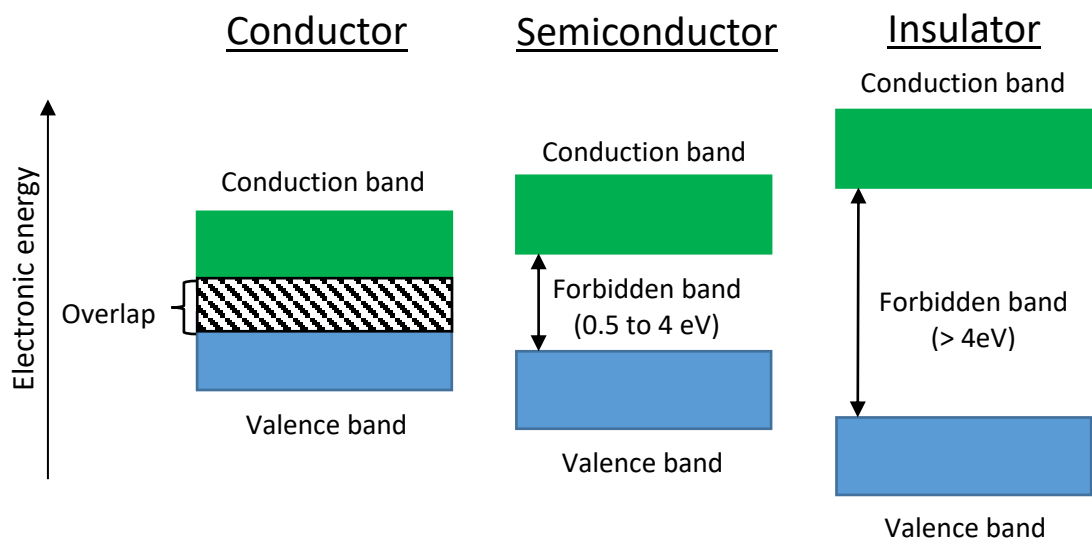 Conductor
Semiconductor
Insulator
Electronic energy
Conduction band
Overlap
Valence band
Conduction band
Forbidden band
(0.5 to 4 eV)
Valence band
Conduction band
Forbidden band
(> 4eV)
Valence band